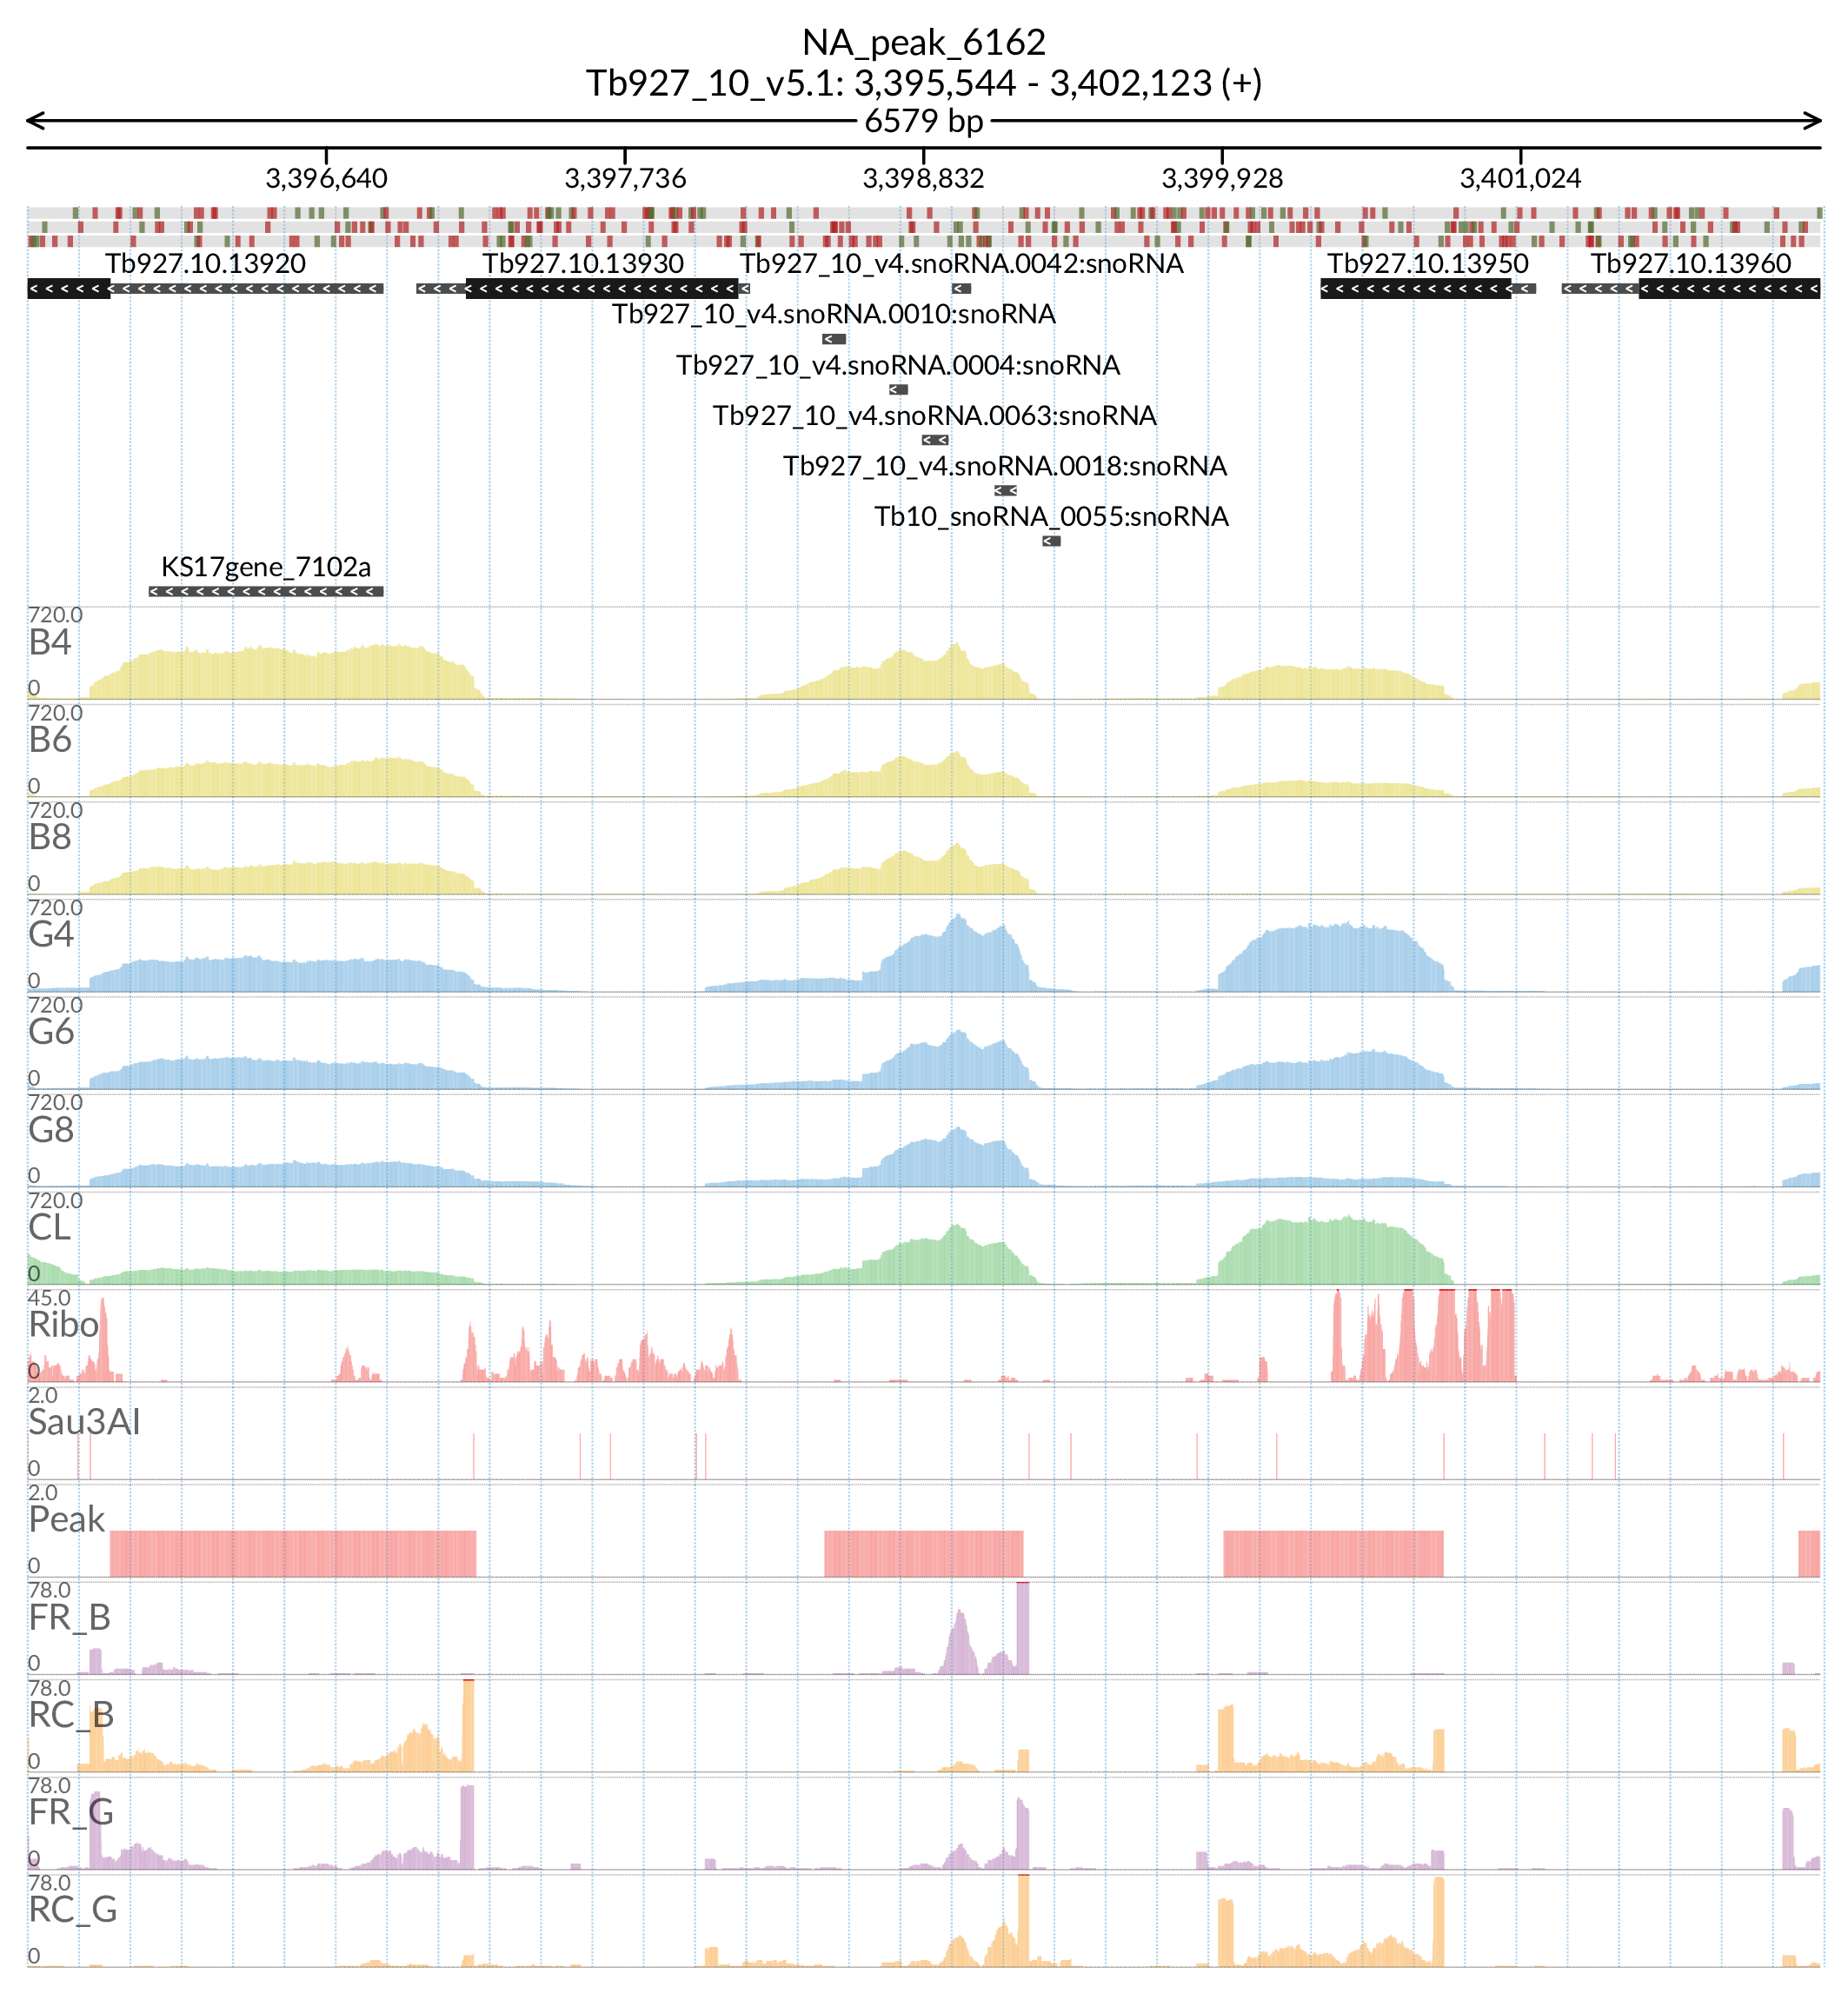 NA_peak_6162
Tb927_10_v5.1: 3,395,544 - 3,402,123 (+)
6579 bp
3,396,640 3,397,736 3,398,832 3,399,928 3,401,024
Tb927.10.13920 Tb927.10.13930 Tb927_10_v4.snoRNA.0042:snoRNA Tb927.10.13950 Tb927.10.13960
Tb927_10_v4.snoRNA.0010:snoRNA
Tb927_10_v4.snoRNA.0004:snoRNA
Tb927_10_v4.snoRNA.0063:snoRNA
Tb927_10_v4.snoRNA.0018:snoRNA
Tb10_snoRNA_0055:snoRNA
KS17gene_7102a
720.0
B4
0
720.0
B6
0
720.0
B8
0
720.0
G4
0
720.0
G6
0
720.0
G8
0
720.0
CL
0
45.0
Ribo
0
2.0
Sau3AI
0
2.0
Peak
0
78.0
FR_B
0
78.0
RC_B
0
78.0
FR_G
0
78.0
RC_G
0